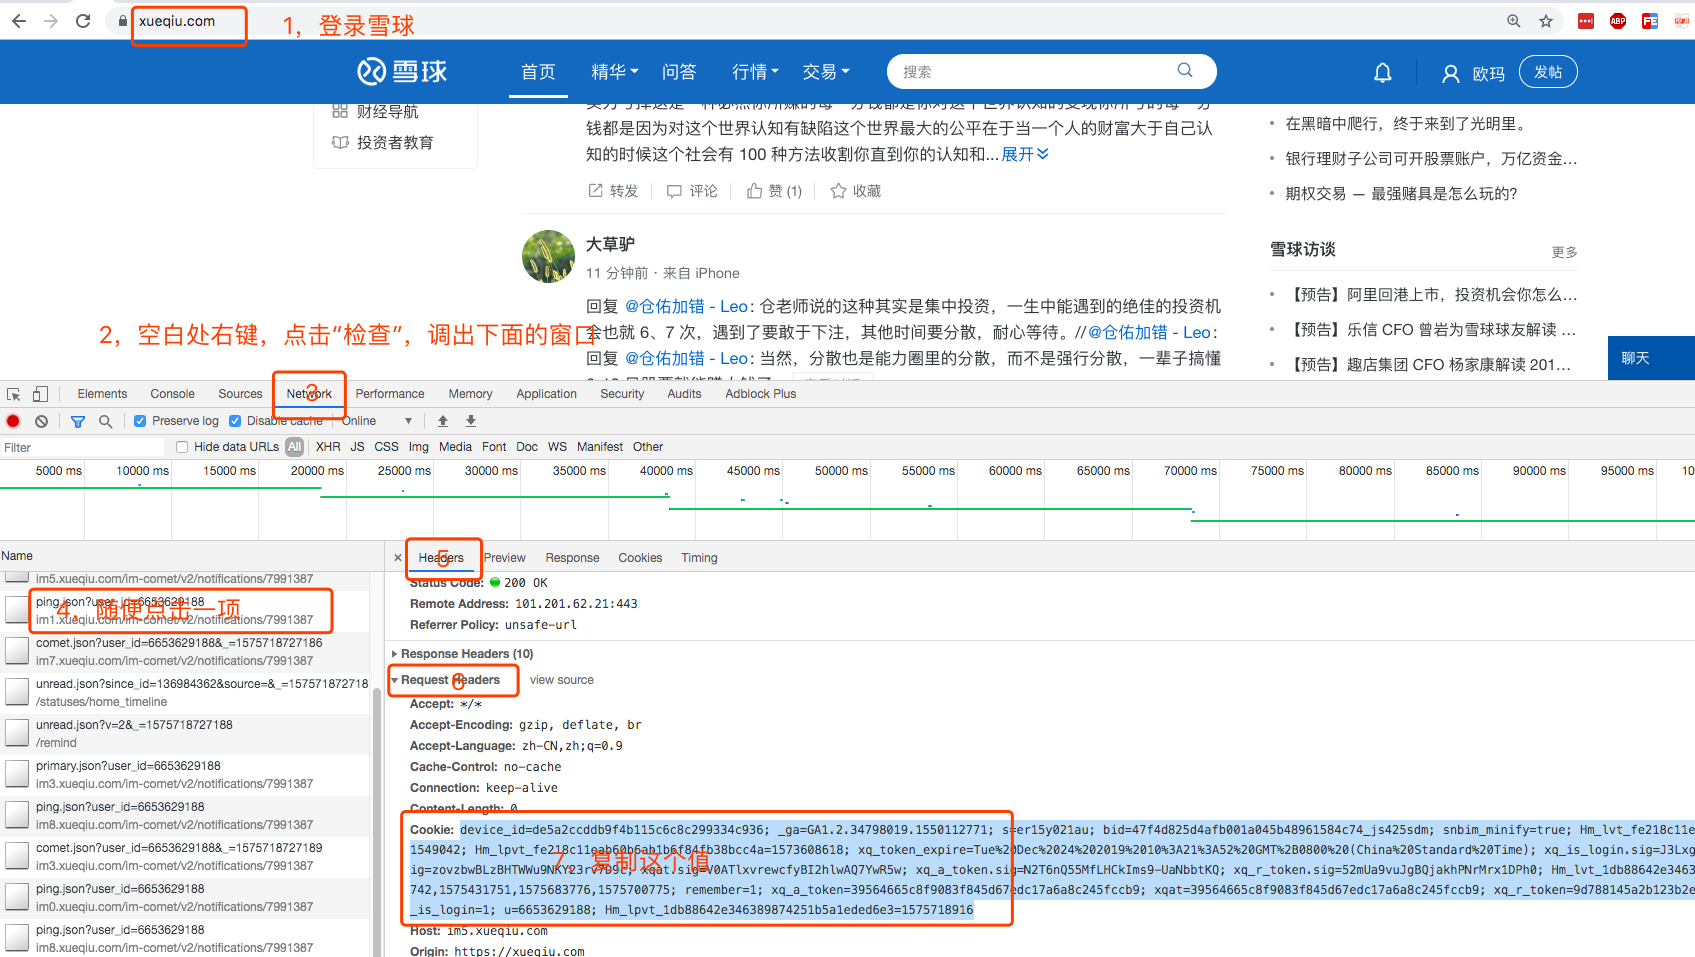 xueqiu.com
1，登录雪球
雪球
首页
精华
问答
行情
交易
搜索
欧玛
发帖
财经导航
投资者教育
钱都是因为对这个世界认知有缺陷这个世界最大的公平在于当一个人的财富大于自己认
知的时候这个社会有 100 种方法收割你直到你的认知和...展开
转发
评论
赞 (1)
收藏
在黑暗中爬行，终于来到了光明里。
银行理财子公司可开股票账户，万亿资金...
期权交易 — 最强赌具是怎么玩的?
雪球访谈
更多
【预告】阿里回港上市，投资机会你怎么...
【预告】乐信 CFO 曾岩为雪球球友解读 ...
【预告】趣店集团 CFO 杨家康解读 201...
聊天
大草驴
11 分钟前 · 来自 iPhone
回复 @仓佑加错 - Leo: 仓老师说的这种其实是集中投资，一生中能遇到的绝佳的投资机
会也就 6、7 次，遇到了要敢于下注，其他时间要分散，耐心等待。//@仓佑加错 - Leo:
回复 @仓佑加错 - Leo: 当然，分散也是能力圈里的分散，而不是强行分散，一辈子搞懂
2，空白处右键，点击“检查”，调出下面的窗口
Elements Console Sources Network Performance Memory Application Security Audits Adblock Plus
3
Preserve log Disable cache Online
Filter
Hide data URLs All XHR JS CSS Img Media Font Doc WS Manifest Other
5000 ms 10000 ms 15000 ms 20000 ms 25000 ms 30000 ms 35000 ms 40000 ms 45000 ms 50000 ms 55000 ms 60000 ms 65000 ms 70000 ms 75000 ms 80000 ms 85000 ms 90000 ms 95000 ms 10
Name
im5.xueqiu.com/im-comet/v2/notifications/7991387
ping.json?user_id=6653629188
im1.xueqiu.com/im-comet/v2/notifications/7991387
4，随便点击一项
comet.json?user_id=6653629188&_=1575718727186
im7.xueqiu.com/im-comet/v2/notifications/7991387
unread.json?since_id=136984362&source=&_=157571872718
/statuses/home_timeline
unread.json?v=2&_=1575718727188
/remind
primary.json?user_id=6653629188
im3.xueqiu.com/im-comet/v2/notifications/7991387
ping.json?user_id=6653629188
im8.xueqiu.com/im-comet/v2/notifications/7991387
comet.json?user_id=6653629188&_=1575718727189
im3.xueqiu.com/im-comet/v2/notifications/7991387
ping.json?user_id=6653629188
im0.xueqiu.com/im-comet/v2/notifications/7991387
ping.json?user_id=6653629188
im8.xueqiu.com/im-comet/v2/notifications/7991387
× Headers Preview Response Cookies Timing
5
Status Code: 200 OK
Remote Address: 101.201.62.21:443
Referrer Policy: unsafe-url
Response Headers (10)
Request Headers view source
6
Accept: */*
Accept-Encoding: gzip, deflate, br
Accept-Language: zh-CN,zh;q=0.9
Cache-Control: no-cache
Connection: keep-alive
Content-Length: 0
Cookie: device_id=de5a2ccddb9f4b115c6c8c299334c936; _ga=GA1.2.34798019.1550112771; s=er15y021au; bid=47f4d825d4afb001a045b48961584c74_js425sdm; snbim_minify=true; Hm_lvt_fe218c11e
1549042; Hm_lpvt_fe218c11eab60b6ab1b6f84fb38bcc4a=1573608618; xq_token_expire=Tue%20Dec%2024%202019%2010%3A21%3A52%20GMT%2B0800%20(China%20Standard%20Time); xq_is_login.sig=J3Lxg
ig=zovzbwBLzBHTWWu9NKY23rv7D9c; xqat.sig=V0ATlxvrewcfyBI2hlwAQ7YwR5w; xq_a_token.sig=N2T6nQ55MfLHCkIms9-UaNbbtKQ; xq_r_token.sig=52mUa9vuJgBQjakhPNrMrx1DPh0; Hm_lvt_1db88642e3463
742,1575431751,1575683776,1575700775; remember=1; xq_a_token=39564665c8f9083f845d67edc17a6a8c245fccb9; xqat=39564665c8f9083f845d67edc17a6a8c245fccb9; xq_r_token=9d788145a2b123b2e
_is_login=1; u=6653629188; Hm_lpvt_1db88642e346389874251b5a1eded6e3=1575718916
7，复制这个值
Host: im5.xueqiu.com
Origin: https://xueqiu.com